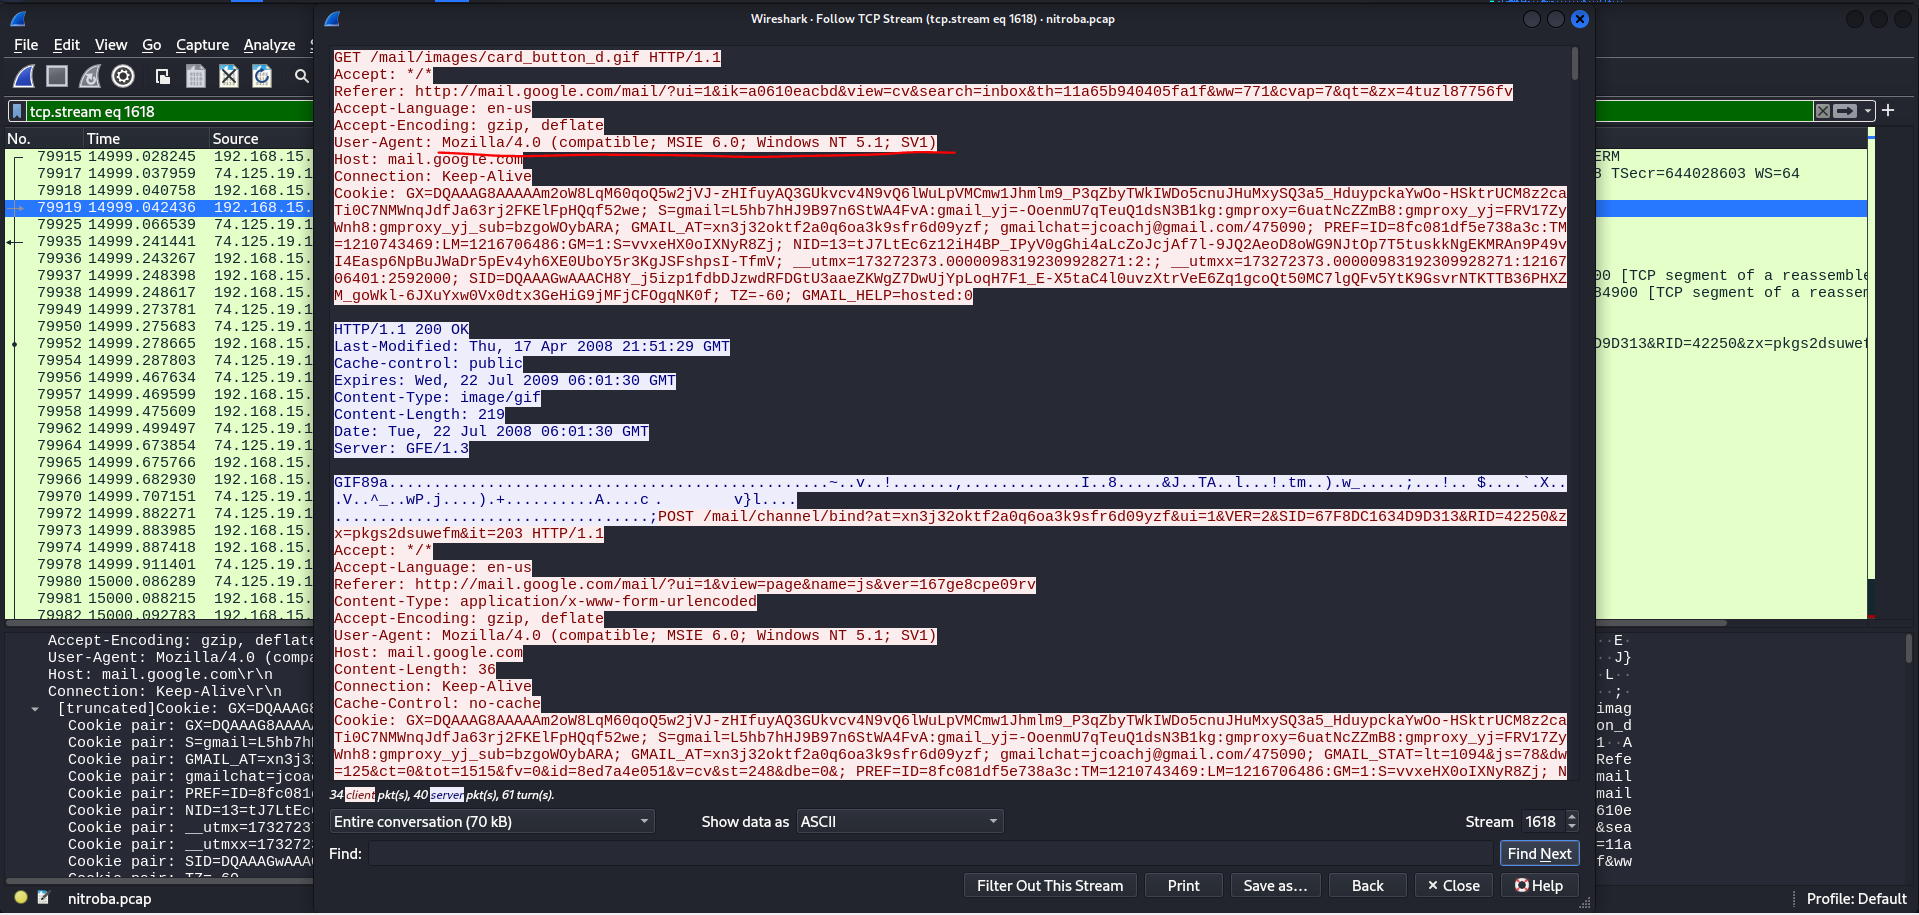 Wireshark · Follow TCP Stream (tcp.stream eq 1618) · nitroba.pcap
File Edit View Go Capture Analyze
tcp.stream eq 1618
No. Time Source
79915 14999.028245 192.168.15.
79917 14999.037959 74.125.19.1
79918 14999.040758 192.168.15.
79919 14999.042436 192.168.15.
79925 14999.066539 74.125.19.1
79935 14999.241441 74.125.19.1
79936 14999.243267 192.168.15.
79937 14999.248398 74.125.19.1
79938 14999.248617 192.168.15.
79949 14999.273781 74.125.19.1
79950 14999.275683 74.125.19.1
79952 14999.278665 192.168.15.
79954 14999.287803 74.125.19.1
79956 14999.467634 74.125.19.1
79957 14999.469599 192.168.15.
79958 14999.475609 74.125.19.1
79962 14999.499497 192.168.15.
79964 14999.673854 74.125.19.1
79965 14999.675766 192.168.15.
79966 14999.682930 74.125.19.1
79970 14999.707151 192.168.15.
79972 14999.882271 74.125.19.1
79973 14999.883985 192.168.15.
79974 14999.887418 192.168.15.
79978 14999.911401 192.168.15.
79980 15000.086289 74.125.19.1
79981 15000.088215 192.168.15.
79982 15000.092783 192.168.15.
Accept-Encoding: gzip, deflate
User-Agent: Mozilla/4.0 (compa
Host: mail.google.com\r\n
Connection: Keep-Alive\r\n
[truncated]Cookie: GX=DQAAAG8
Cookie pair: GX=DQAAAG8AAAAA
Cookie pair: S=gmail=L5hb7hH
Cookie pair: GMAIL_AT=xn3j32
Cookie pair: gmailchat=jcoac
Cookie pair: PREF=ID=8fc081d
Cookie pair: NID=13=tJ7LtEc6
Cookie pair: __utmx=17327237
Cookie pair: __utmxx=1732723
Cookie pair: SID=DQAAAGwAAAC
nitroba.pcap
GET /mail/images/card_button_d.gif HTTP/1.1
Accept: */*
Referer: http://mail.google.com/mail/?ui=1&ik=a0610eacbd&view=cv&search=inbox&th=11a65b940405fa1f&ww=771&cvap=7&qt=&zx=4tuzl87756fv
Accept-Language: en-us
Accept-Encoding: gzip, deflate
User-Agent: Mozilla/4.0 (compatible; MSIE 6.0; Windows NT 5.1; SV1)
Host: mail.google.com
Connection: Keep-Alive
Cookie: GX=DQAAAG8AAAAAm2oW8LqM60qoQ5w2jVJ-zHIfuyAQ3GUkvcv4N9vQ6lWuLpVMCmw1Jhmlm9_P3qZbyTWkIWDo5cnuJHuMxySQ3a5_HduypckaYwOo-HSktrUCM8z2ca
Ti0C7NMWnqJdfJa63rj2FKElFpHQqf52we; S=gmail=L5hb7hHJ9B97n6StWA4FvA:gmail_yj=-OoenmU7qTeuQ1dsN3B1kg:gmproxy=6uatNcZZmB8:gmproxy_yj=FRV17Zy
Wnh8:gmproxy_yj_sub=bzgoWOybARA; GMAIL_AT=xn3j32oktf2a0q6oa3k9sfr6d09yzf; gmailchat=jcoachj@gmail.com/475090; PREF=ID=8fc081df5e738a3c:TM
=1210743469:LM=1216706486:GM=1:S=vvxeHX0oIXNyR8Zj; NID=13=tJ7LtEc6z12iH4BP_IPyV0gGhi4aLcZoJcjAf7l-9JQ2AeoD8oWG9NJtOp7T5tuskkNgEKMRAn9P49v
I4Easp6NpBuJWaDr5pEv4yh6XE0UboY5r3KgJSFshpsI-TfmV; __utmx=173272373.00000983192309928271:2:; __utmxx=173272373.00000983192309928271:12167
06401:2592000; SID=DQAAAGwAAACH8Y_j5izp1fdbDJzwdRFDGtU3aaeZKWgZ7DwUjYpLoqH7F1_E-X5taC4l0uvzXtrVeE6Zq1gcoQt50MC7lgQFv5YtK9GsvrNTKTTB36PHXZ
M_goWkl-6JXuYxw0Vx0dtx3GeHiG9jMFjCFOgqNK0f; TZ=-60; GMAIL_HELP=hosted:0
HTTP/1.1 200 OK
Last-Modified: Thu, 17 Apr 2008 21:51:29 GMT
Cache-control: public
Expires: Wed, 22 Jul 2009 06:01:30 GMT
Content-Type: image/gif
Content-Length: 219
Date: Tue, 22 Jul 2008 06:01:30 GMT
Server: GFE/1.3
GIF89a.................................................~..v..!.......,.............I..8.....&J..TA..l...!.tm..).w_.....;...!.. $....`.X..
.V..^_..wP.j....).+..........A....c . v}l....
...................................;POST /mail/channel/bind?at=xn3j32oktf2a0q6oa3k9sfr6d09yzf&ui=1&VER=2&SID=67F8DC1634D9D313&RID=42250&z
x=pkgs2dsuwefm&it=203 HTTP/1.1
Accept: */*
Accept-Language: en-us
Referer: http://mail.google.com/mail/?ui=1&view=page&name=js&ver=167ge8cpe09rv
Content-Type: application/x-www-form-urlencoded
Accept-Encoding: gzip, deflate
User-Agent: Mozilla/4.0 (compatible; MSIE 6.0; Windows NT 5.1; SV1)
Host: mail.google.com
Content-Length: 36
Connection: Keep-Alive
Cache-Control: no-cache
Cookie: GX=DQAAAG8AAAAAm2oW8LqM60qoQ5w2jVJ-zHIfuyAQ3GUkvcv4N9vQ6lWuLpVMCmw1Jhmlm9_P3qZbyTWkIWDo5cnuJHuMxySQ3a5_HduypckaYwOo-HSktrUCM8z2ca
Ti0C7NMWnqJdfJa63rj2FKElFpHQqf52we; S=gmail=L5hb7hHJ9B97n6StWA4FvA:gmail_yj=-OoenmU7qTeuQ1dsN3B1kg:gmproxy=6uatNcZZmB8:gmproxy_yj=FRV17Zy
Wnh8:gmproxy_yj_sub=bzgoWOybARA; GMAIL_AT=xn3j32oktf2a0q6oa3k9sfr6d09yzf; gmailchat=jcoachj@gmail.com/475090; GMAIL_STAT=lt=1094&js=78&dw
=125&ct=0&tot=1515&fv=0&id=8ed7a4e051&v=cv&st=248&dbe=0&; PREF=ID=8fc081df5e738a3c:TM=1210743469:LM=1216706486:GM=1:S=vvxeHX0oIXNyR8Zj; N
34 client pkt(s), 40 server pkt(s), 61 turn(s).
Entire conversation (70 kB) Show data as ASCII Stream 1618
Find: Find Next
Filter Out This Stream Print Save as… Back Close Help
ERM
8 TSecr=644028603 WS=64
00 [TCP segment of a reassemble
84900 [TCP segment of a reassem
D9D313&RID=42250&zx=pkgs2dsuwef
E·
J}
L
;
imag
on_d
1 A
Refe
mail
mail
610e
&sea
=11a
f&ww
Profile: Default